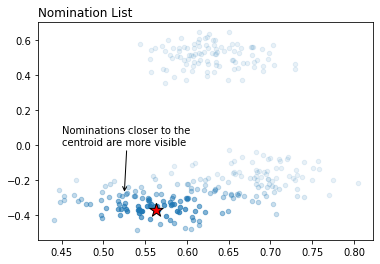 Nomination List
0.6
0.4
0.2
0.0
−0.2
−0.4
Nominations closer to the
centroid are more visible
0.45 0.50 0.55 0.60 0.65 0.70 0.75 0.80